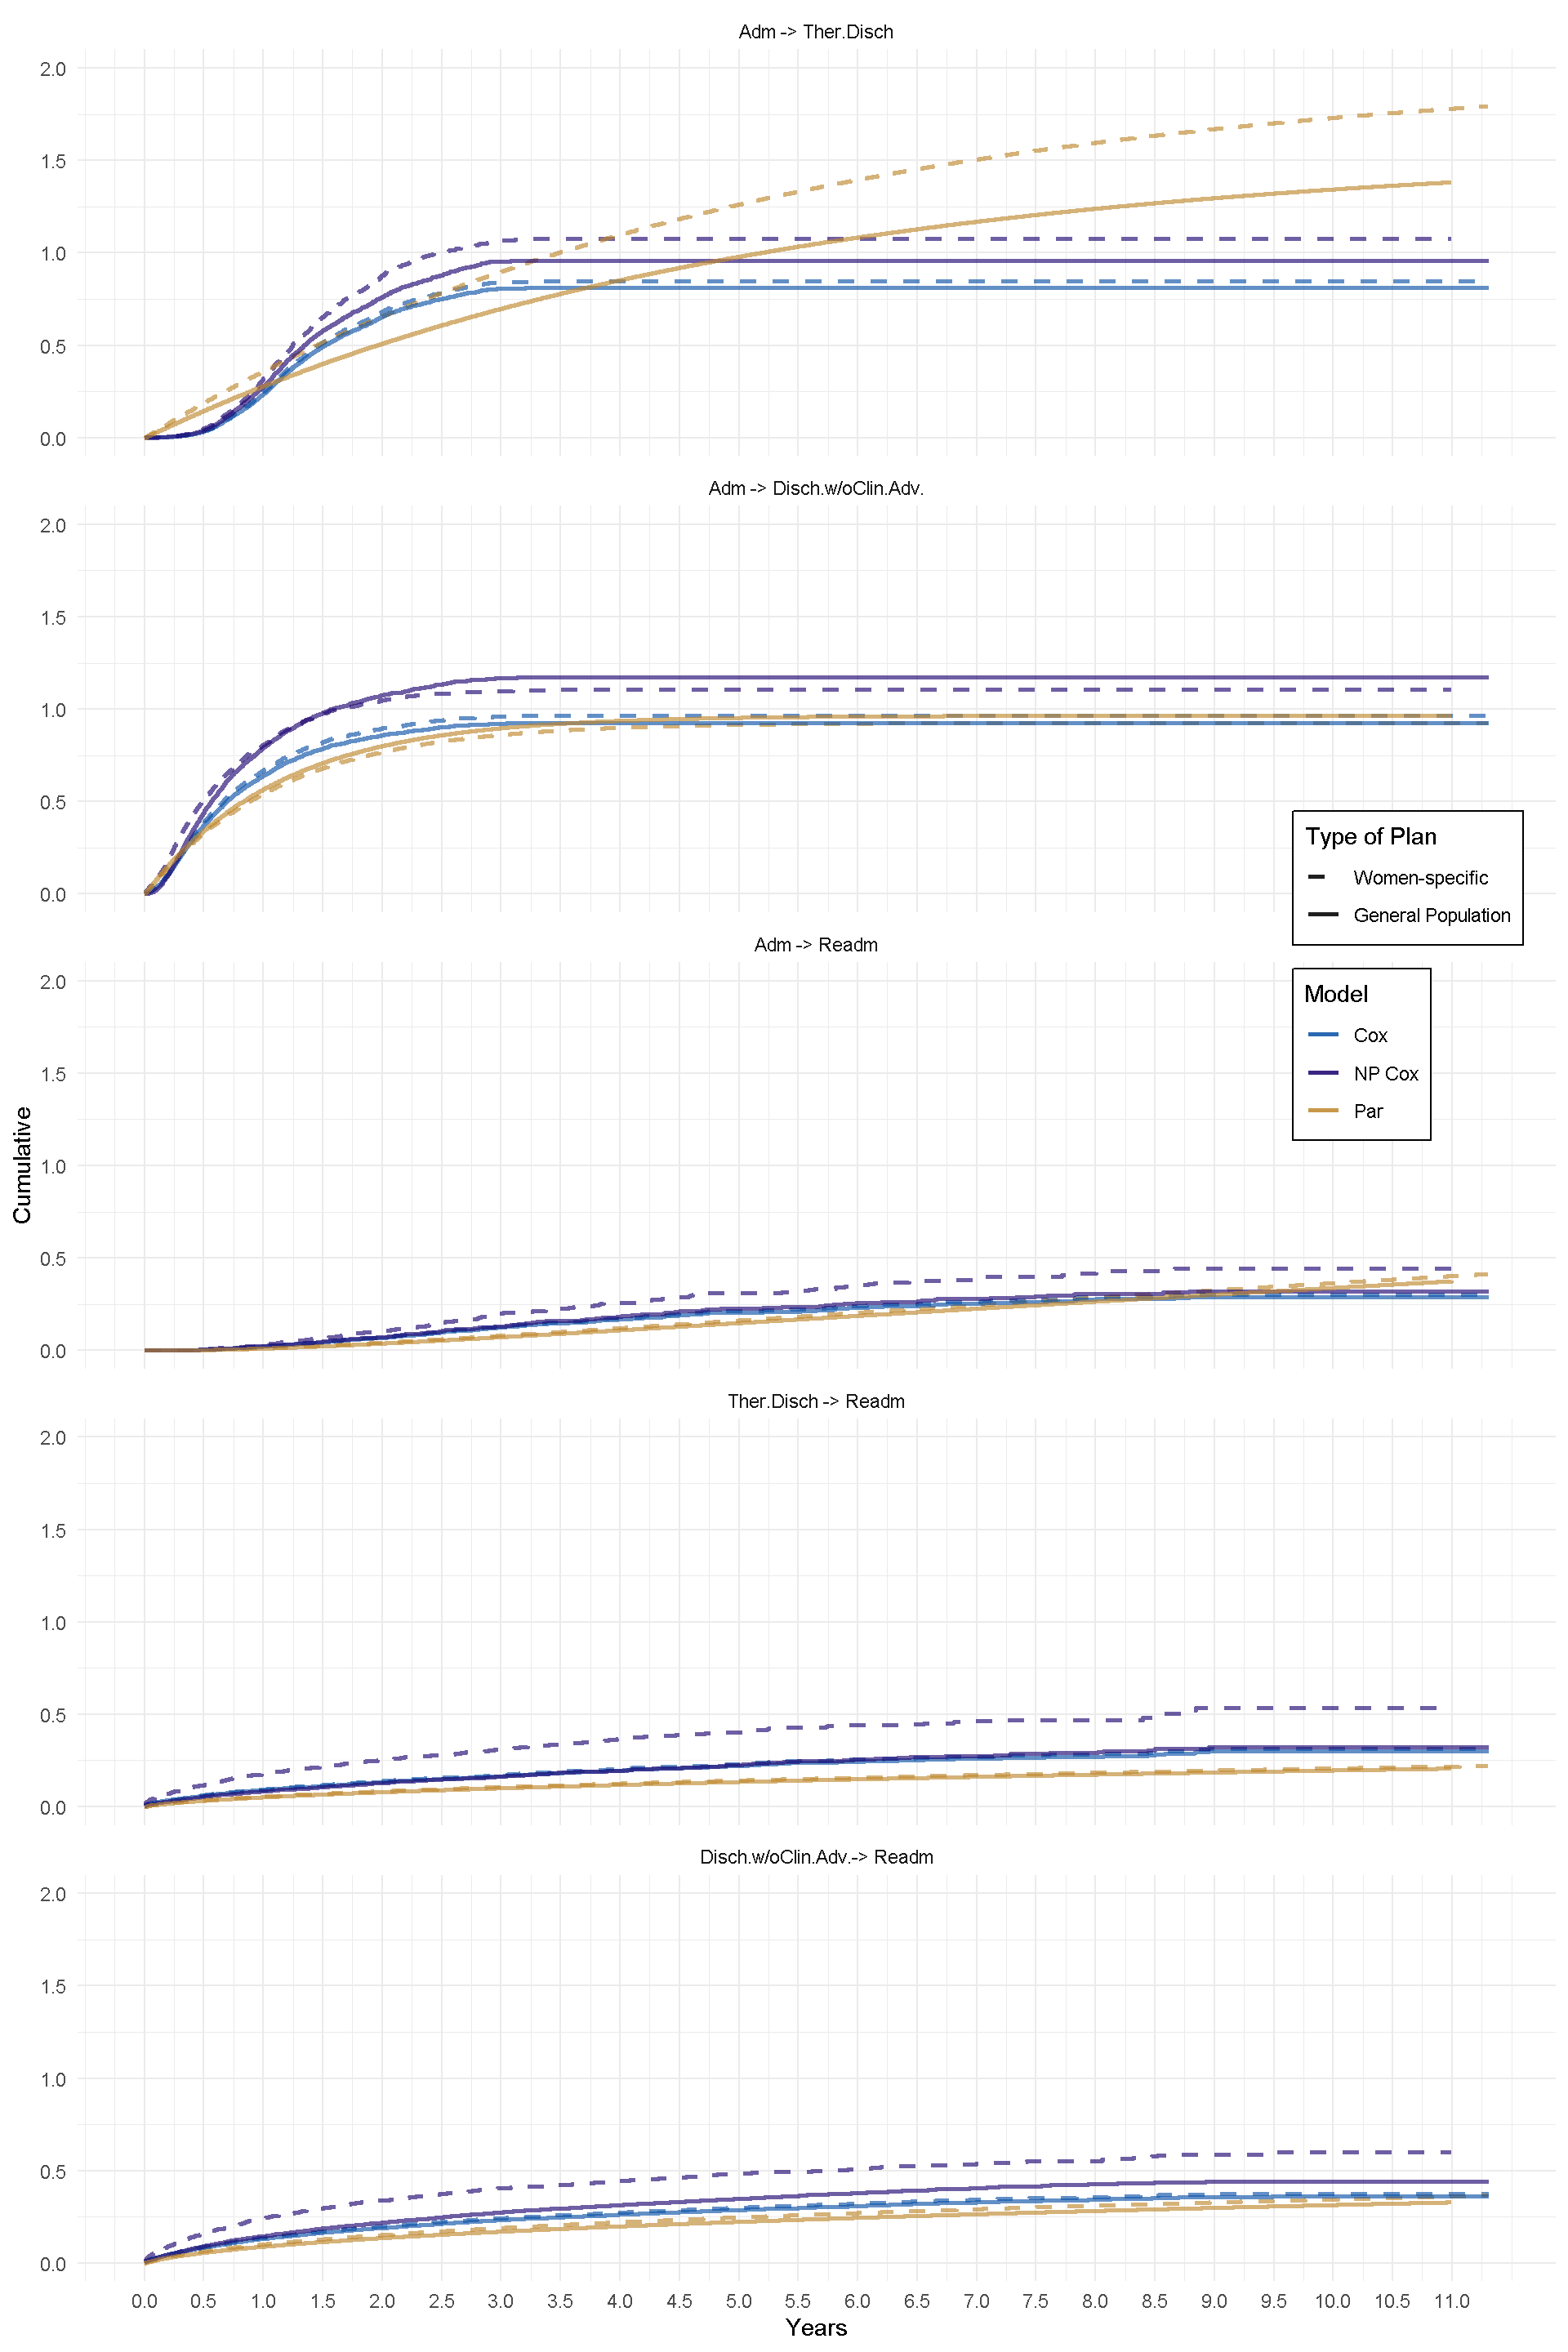 Adm -> Ther.Disch
2.0
1.5
1.0
0.5
0.0
Adm -> Disch.w/oClin.Adv.
2.0
1.5
1.0
0.5
0.0
Type of Plan
Women-specific
General Population
Adm -> Readm
2.0
1.5
1.0
0.5
0.0
Model
Cox
NP Cox
Par
Cumulative
Ther.Disch -> Readm
2.0
1.5
1.0
0.5
0.0
Disch.w/oClin.Adv.-> Readm
2.0
1.5
1.0
0.5
0.0
0.0 0.5 1.0 1.5 2.0 2.5 3.0 3.5 4.0 4.5 5.0 5.5 6.0 6.5 7.0 7.5 8.0 8.5 9.0 9.5 10.0 10.5 11.0
Years